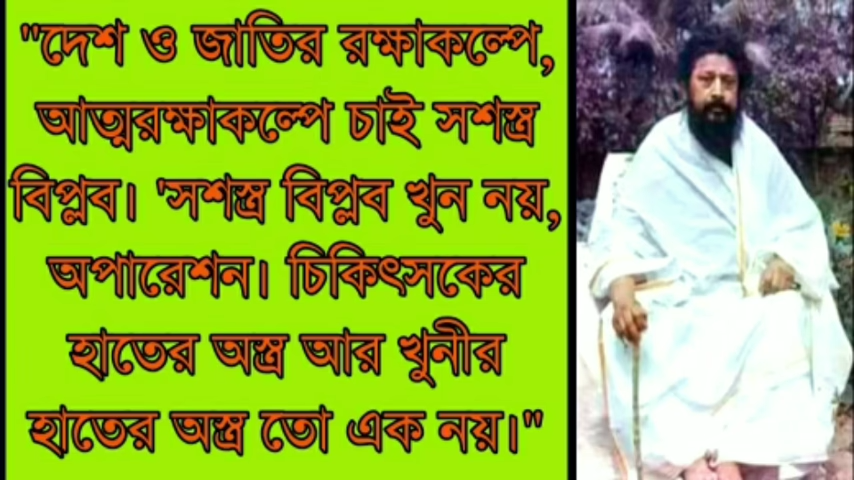 "দেশ ও জাতির রক্ষাকল্পে,
আত্মরক্ষাকল্পে চাই সশস্ত্র
বিপ্লব। 'সশস্ত্র বিপ্লব খুন নয়,
অপারেশন। চিকিৎসকের
হাতের অস্ত্র আর খুনীর
হাতের অস্ত্র তো এক নয়।"